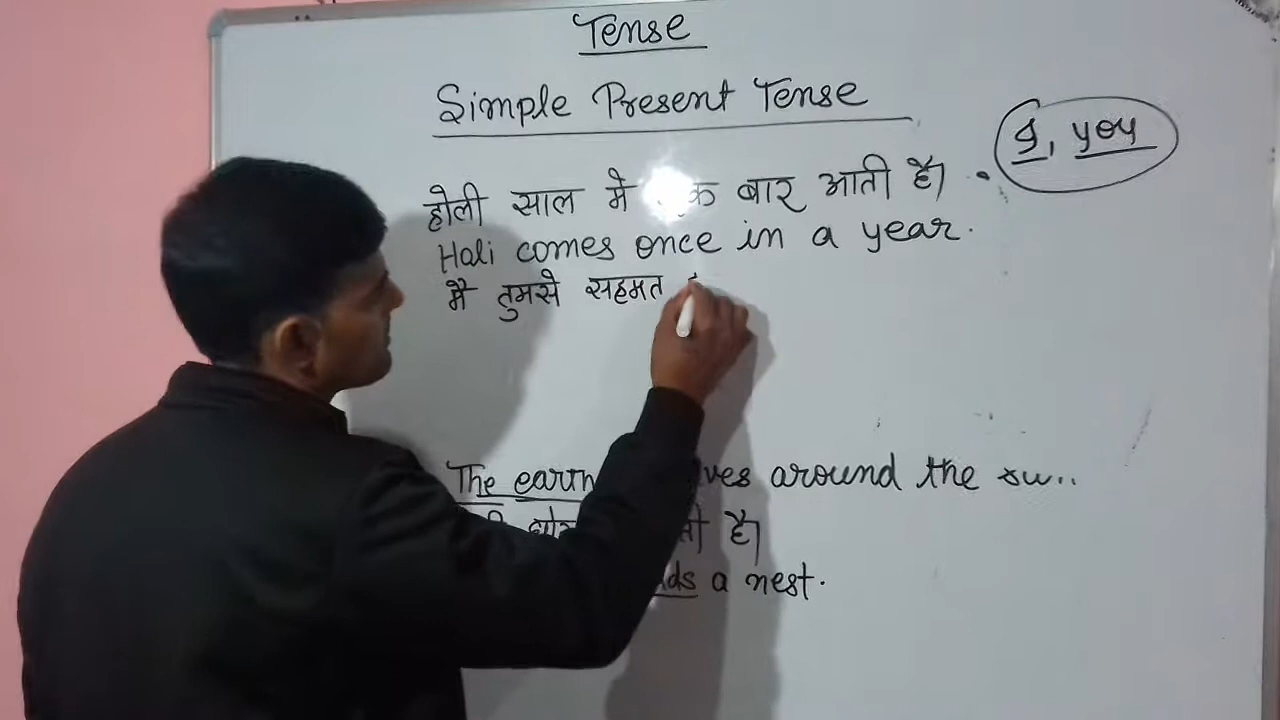 Tense
Simple Present Tense
I, you
होली साल में बार आती है।
Holi comes once in a year.
मै तुमसे सहमत
The earth around the
है।
a nest.